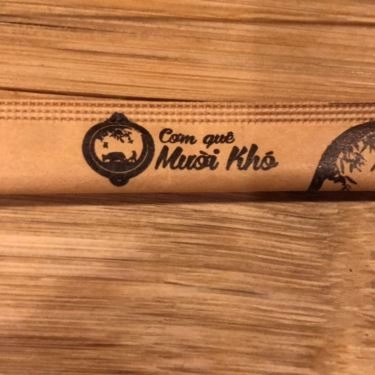 Cơm quê
Mười Khó